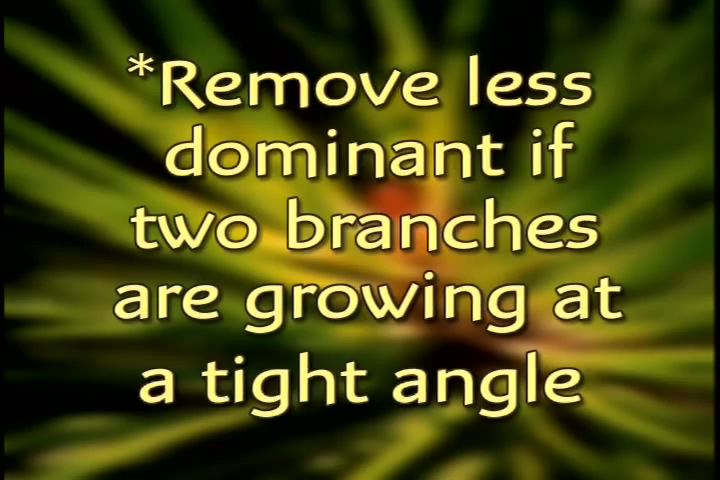 *Remove less
dominant if
two branches
are growing at
a tight angle